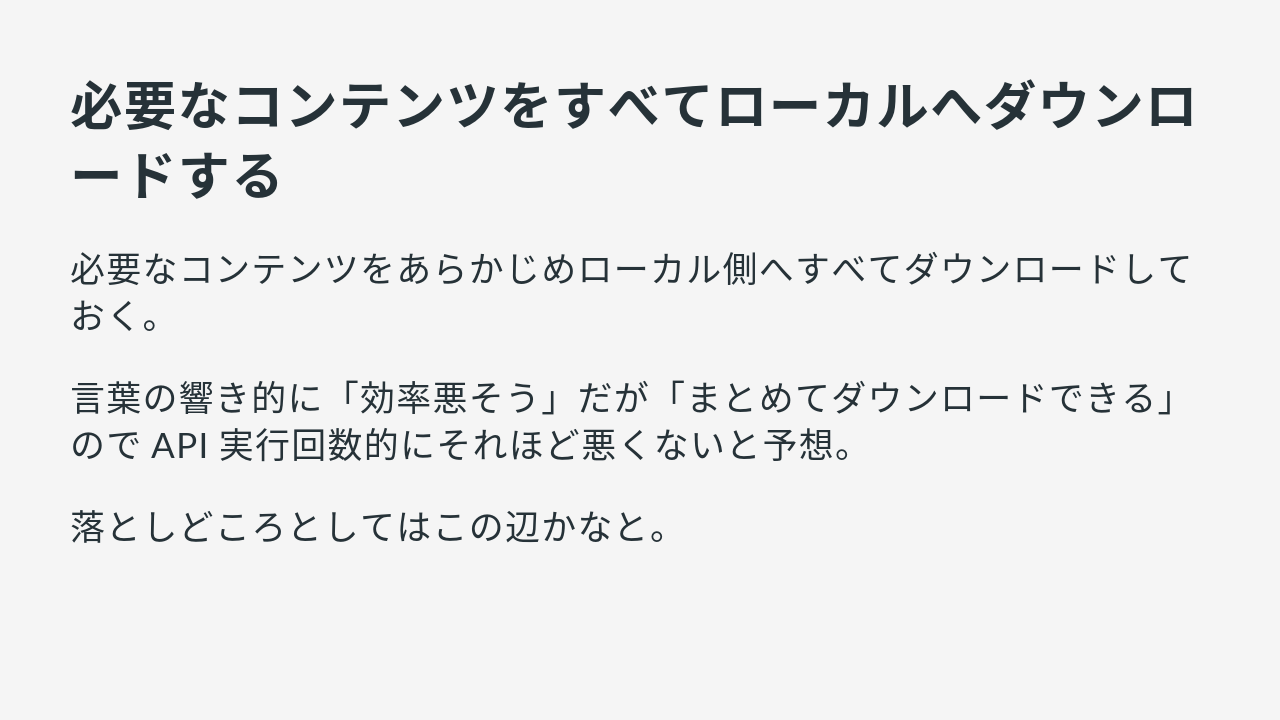 必要なコンテンツをすべてローカルへダウンロ
ードする
必要なコンテンツをあらかじめローカル側へすべてダウンロードして
おく。
言葉の響き的に「効率悪そう」だが「まとめてダウンロードできる」
ので API 実行回数的にそれほど悪くないと予想。
落としどころとしてはこの辺かなと。